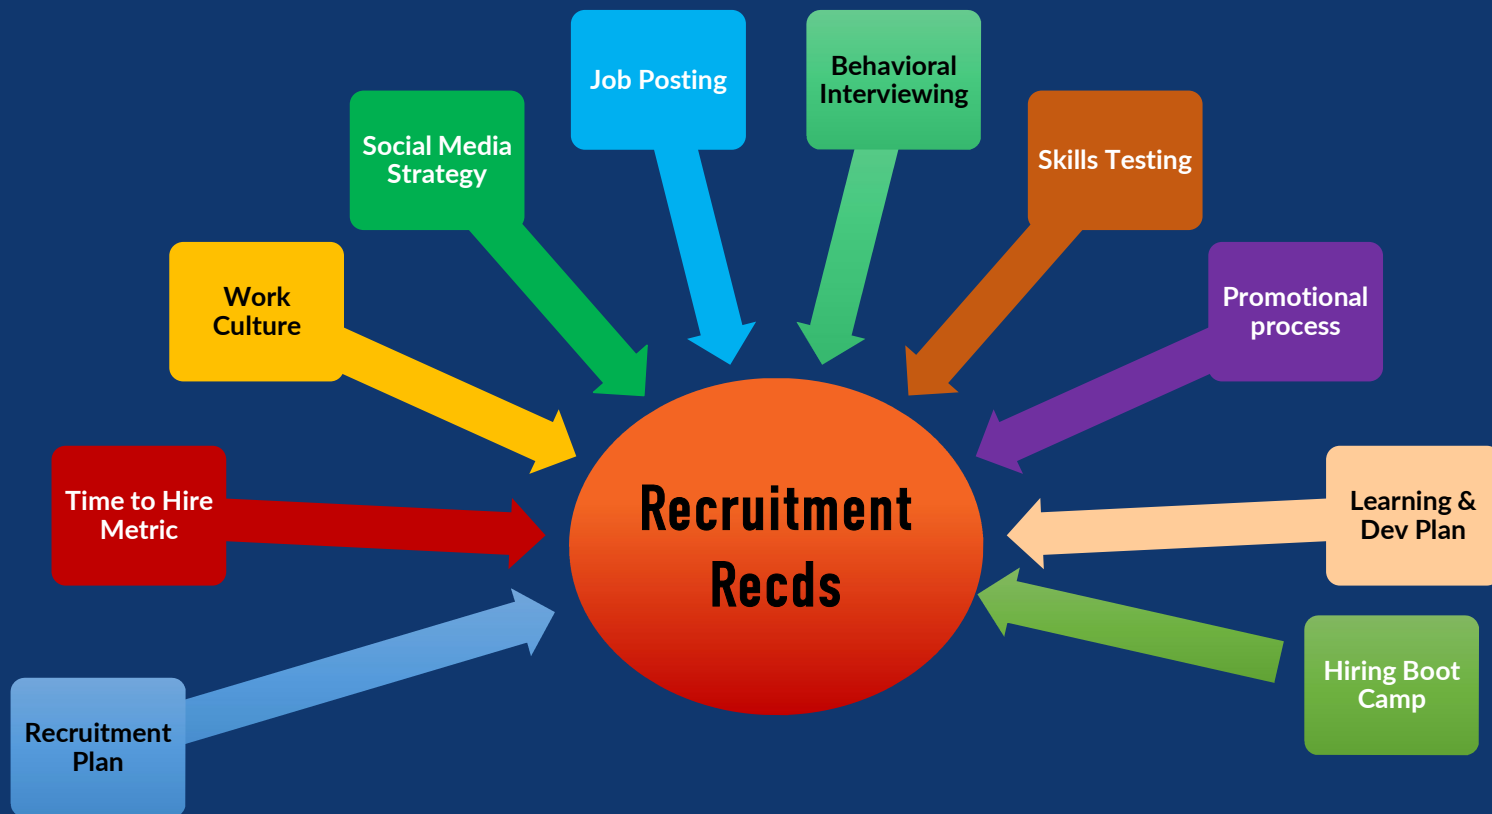 Job Posting
Behavioral
Interviewing
Social Media
Strategy
Skills Testing
Work
Culture
Promotional
process
Time to Hire
Metric
Recruitment
Recds
Learning &
Dev Plan
Hiring Boot
Camp
Recruitment
Plan